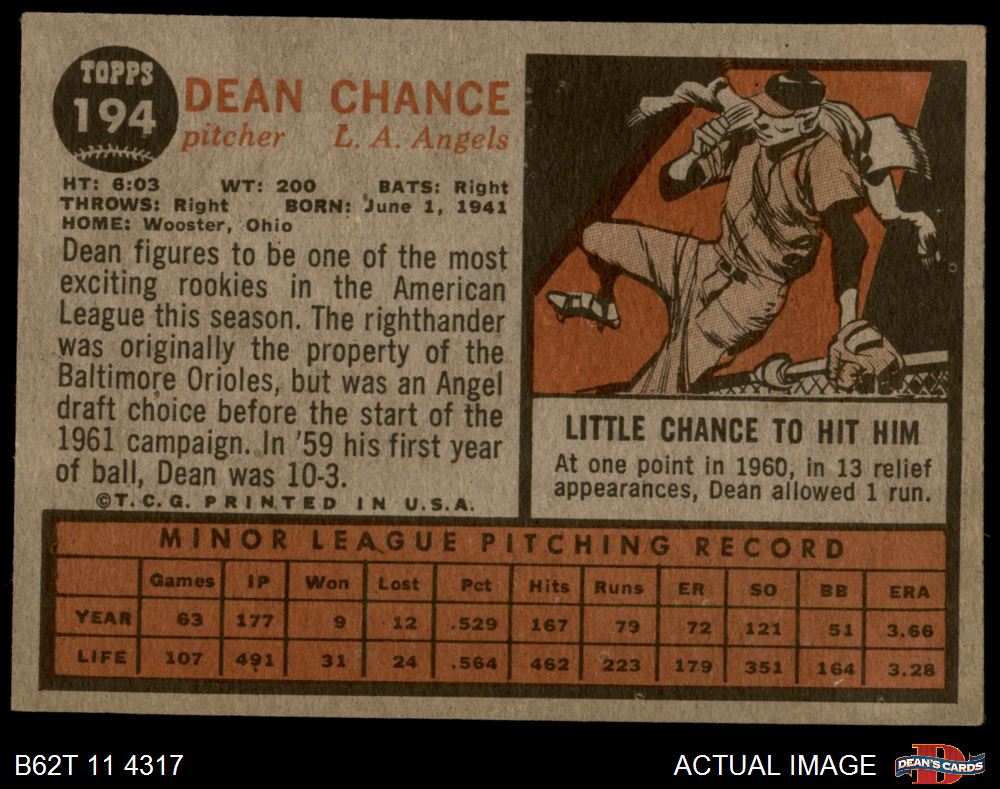 TOPPS
194
DEAN CHANCE
pitcher L. A. Angels
HT: 6:03 WT: 200 BATS: Right
THROWS: Right BORN: June 1, 1941
HOME: Wooster, Ohio
Dean figures to be one of the most
exciting rookies in the American
League this season. The righthander
was originally the property of the
Baltimore Orioles, but was an Angel
draft choice before the start of the
1961 campaign. In '59 his first year
of ball, Dean was 10-3.
©T.C.G. PRINTED IN U.S.A.
LITTLE CHANCE TO HIT HIM
At one point in 1960, in 13 relief
appearances, Dean allowed 1 run.
MINOR LEAGUE PITCHING RECORD
Games IP Won Lost Pct Hits Runs ER SO BB ERA
YEAR 63 177 9 12 .529 167 79 72 121 51 3.66
LIFE 107 491 31 24 .564 462 223 179 351 164 3.28
B62T 11 4317 ACTUAL IMAGE DEAN'S CARDS